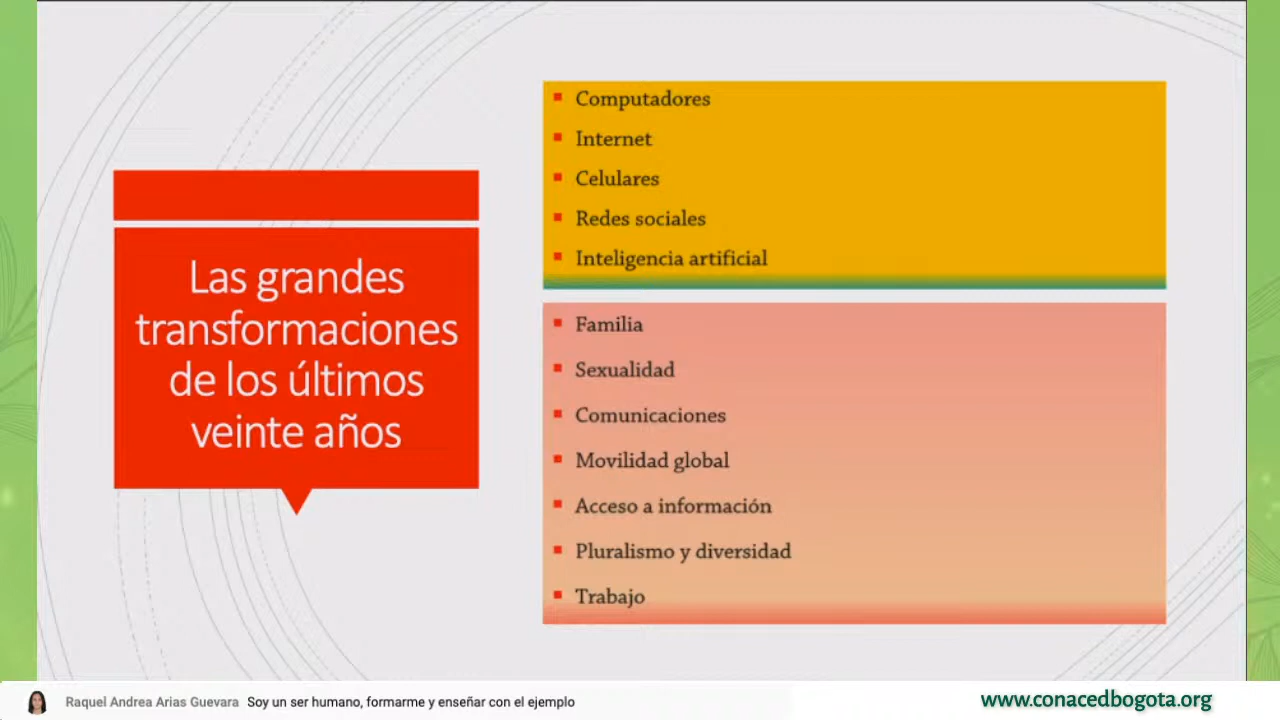 Las grandes
transformaciones
de los últimos
veinte años
Computadores
Internet
Celulares
Redes sociales
Inteligencia artificial
Familia
Sexualidad
Comunicaciones
Movilidad global
Acceso a información
Pluralismo y diversidad
Trabajo
Raquel Andrea Arias Guevara Soy un ser humano, formarme y enseñar con el ejemplo
www.conacedbogota.org